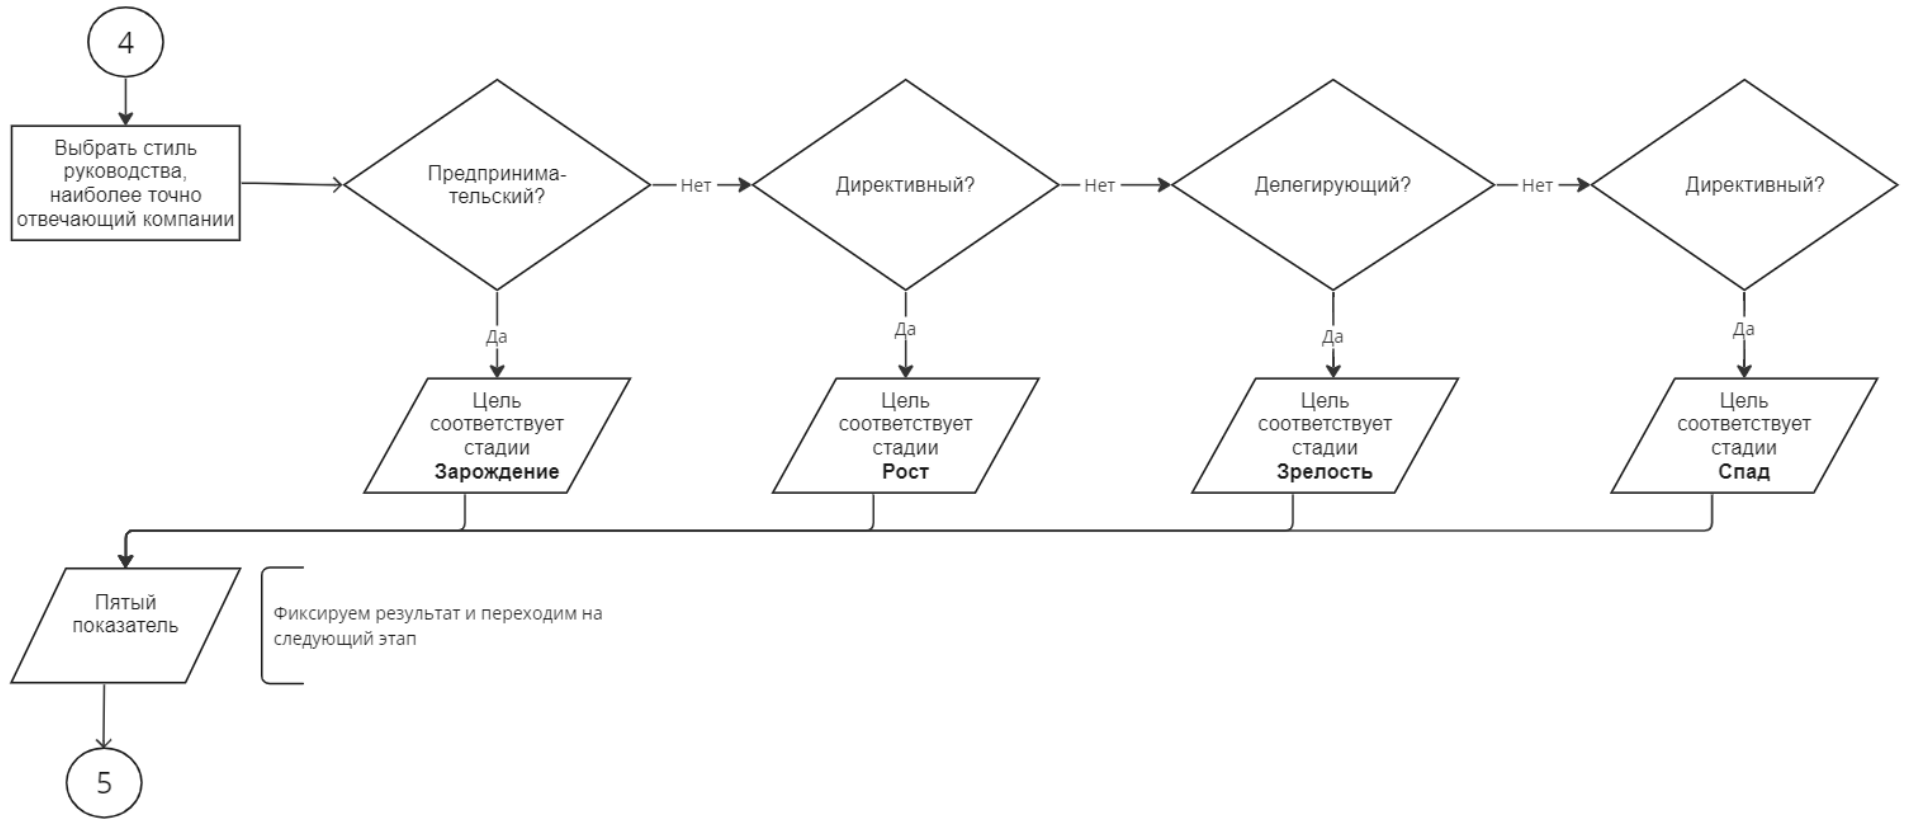 4
Выбрать стиль
руководства,
наиболее точно
отвечающий компании
Предпринима-
тельский?
Нет
Директивный?
Нет
Делегирующий?
Нет
Директивный?
Да
Да
Да
Да
Цель
соответствует
стадии
Зарождение
Цель
соответствует
стадии
Рост
Цель
соответствует
стадии
Зрелость
Цель
соответствует
стадии
Спад
Пятый
показатель
Фиксируем результат и переходим на
следующий этап
5